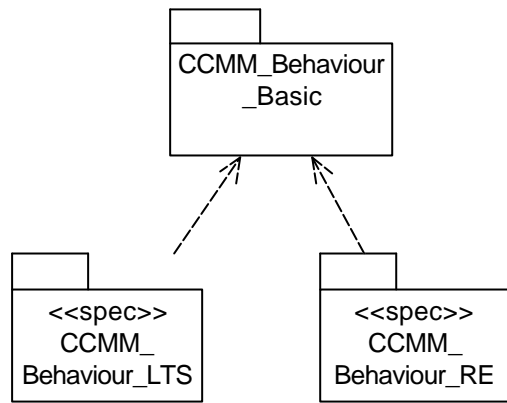 CCMM_Behaviour
_Basic
<<spec>>
CCMM_
Behaviour_LTS
<<spec>>
CCMM_
Behaviour_RE